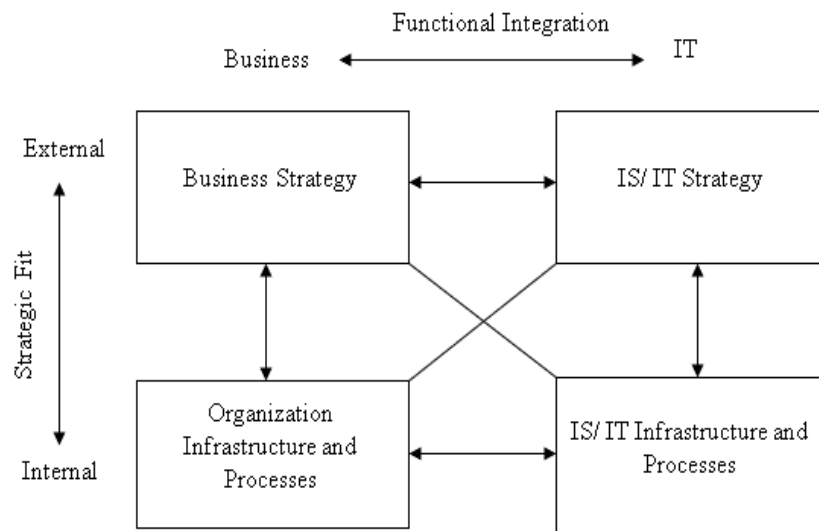 Functional Integration
Business
IT
External
Business Strategy
IS/ IT Strategy
Strategic Fit
Organization
Infrastructure and
Processes
IS/ IT Infrastructure and
Processes
Internal